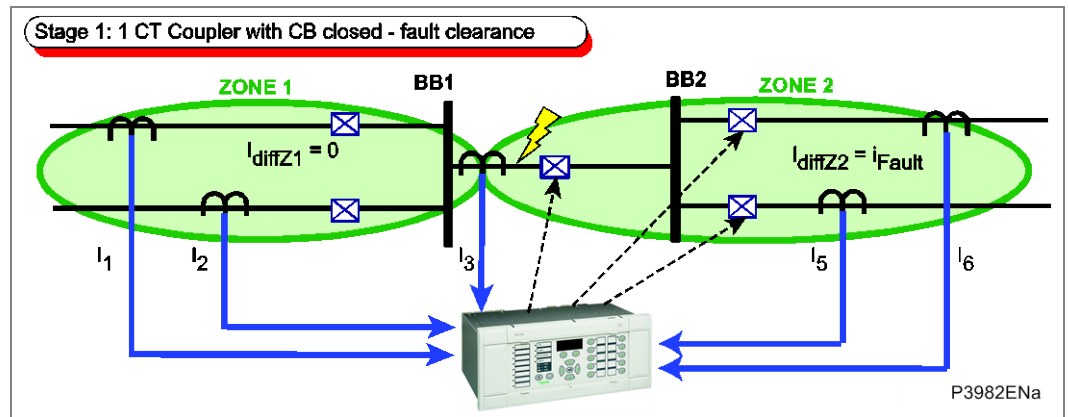 Stage 1: 1 CT Coupler with CB closed - fault clearance
BB1
BB2
ZONE 1
ZONE 2
IdiffZ1 = 0
IdiffZ2 = iFault
I1
I2
I3
I5
I6
P3982ENa